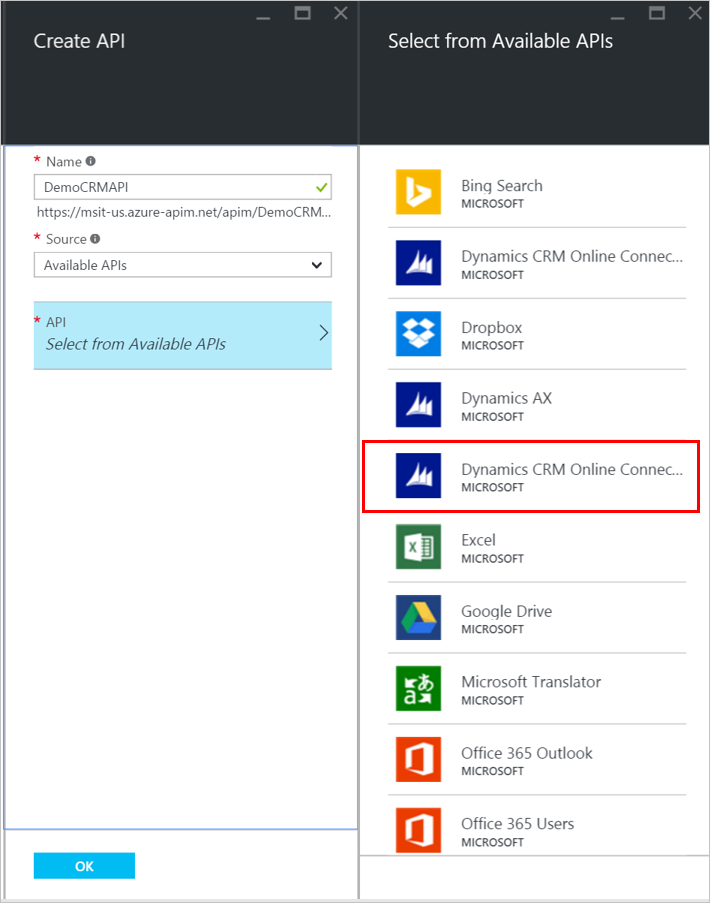 Create API
* Name
DemoCRMAPI
https://msit-us.azure-apim.net/apim/DemoCRM...
* Source
Available APIs
* API
Select from Available APIs
OK
Select from Available APIs
Bing Search
MICROSOFT
Dynamics CRM Online Connec...
MICROSOFT
Dropbox
MICROSOFT
Dynamics AX
MICROSOFT
Dynamics CRM Online Connec...
MICROSOFT
Excel
MICROSOFT
Google Drive
MICROSOFT
Microsoft Translator
MICROSOFT
Office 365 Outlook
MICROSOFT
Office 365 Users
MICROSOFT